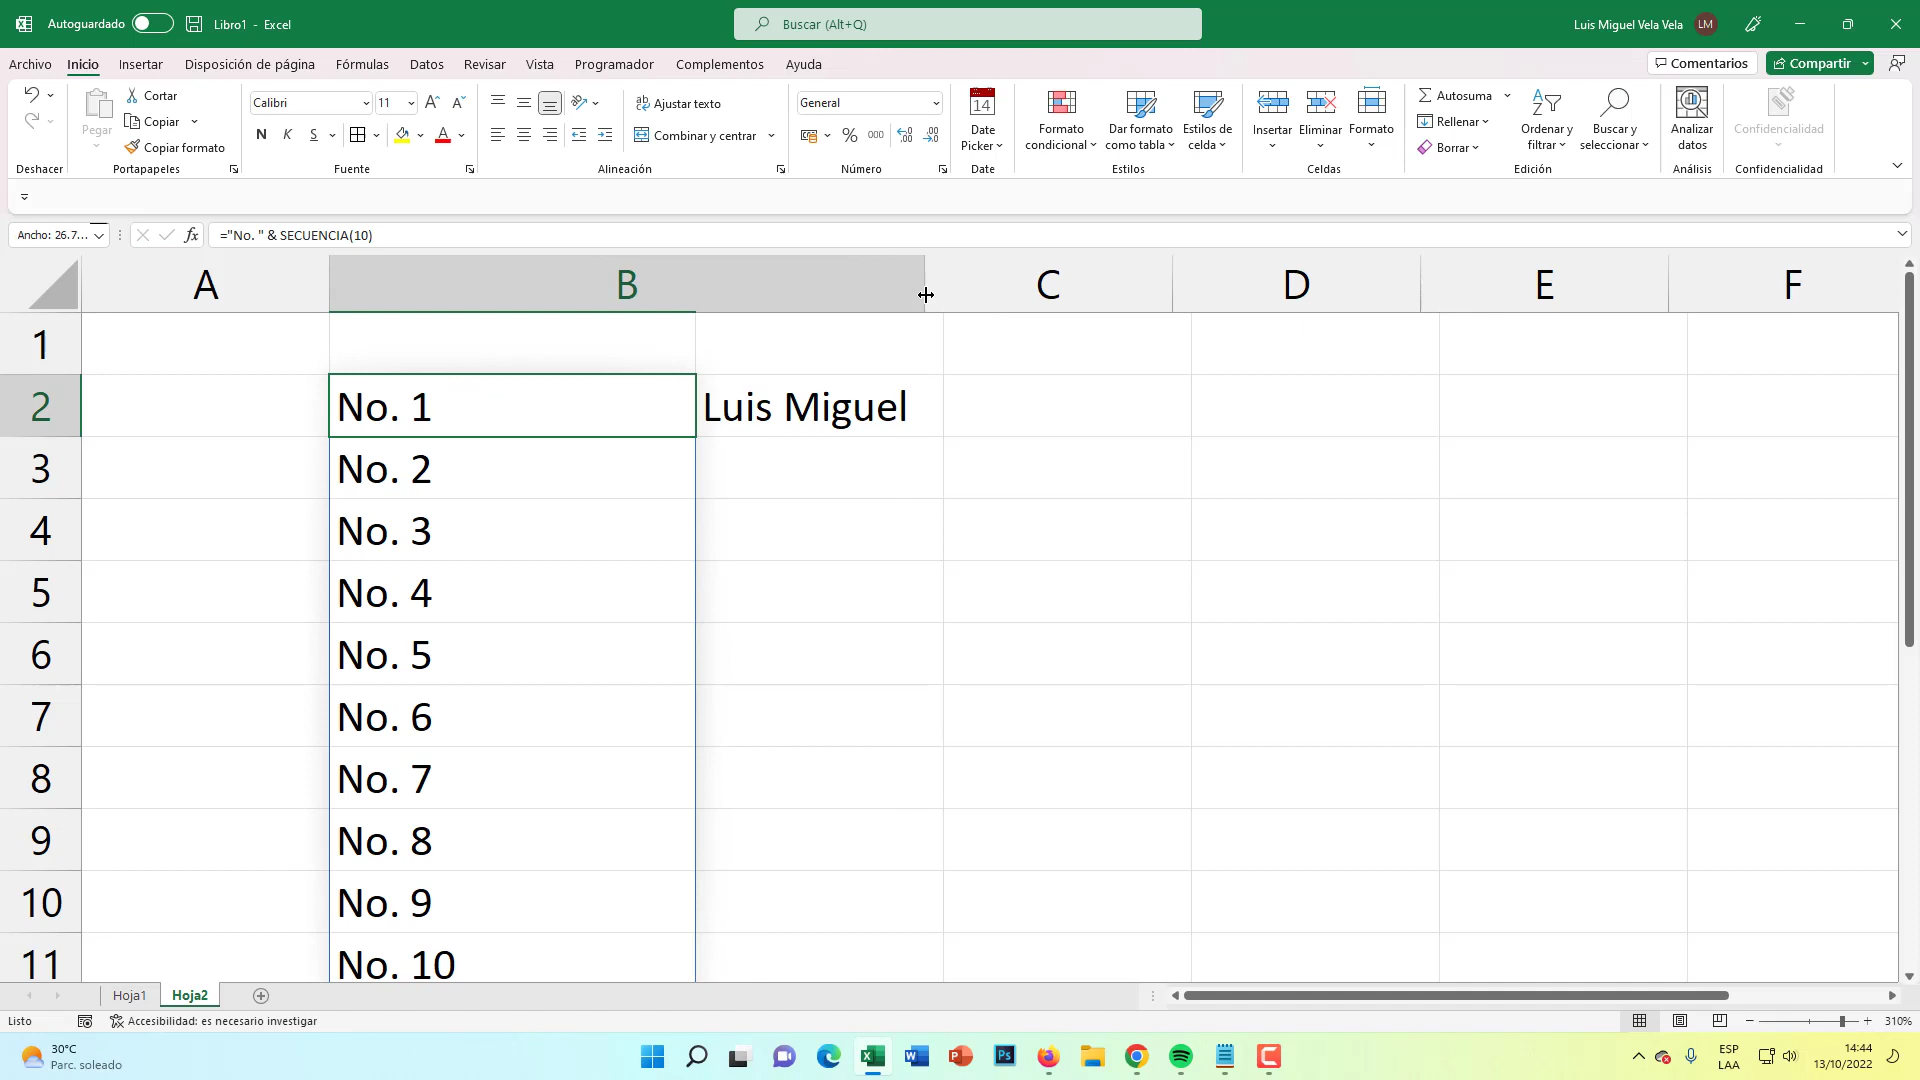 Autoguardado
Libro1 - Excel
Buscar (Alt+Q)
Luis Miguel Vela Vela
LM
Archivo
Inicio
Insertar
Disposición de página
Fórmulas
Datos
Revisar
Vista
Programador
Complementos
Ayuda
Comentarios
Compartir
Deshacer
Pegar
Cortar
Copiar
Copiar formato
Portapapeles
Calibri
11
N K S
Fuente
Ajustar texto
Combinar y centrar
Alineación
General
% 000
Número
14
Date
Picker
Date
Formato
condicional
Dar formato
como tabla
Estilos de
celda
Estilos
Insertar
Eliminar
Formato
Celdas
Autosuma
Rellenar
Borrar
Ordenar y
filtrar
Buscar y
seleccionar
Edición
Analizar
datos
Análisis
Confidencialidad
Confidencialidad
Ancho: 26.7...
fx
="No. " & SECUENCIA(10)
A B C D E F
1
2 No. 1 Luis Miguel
3 No. 2
4 No. 3
5 No. 4
6 No. 5
7 No. 6
8 No. 7
9 No. 8
10 No. 9
11 No. 10
Hoja1
Hoja2
Listo
Accesibilidad: es necesario investigar
310%
30°C
Parc. soleado
ESP
LAA
14:44
13/10/2022